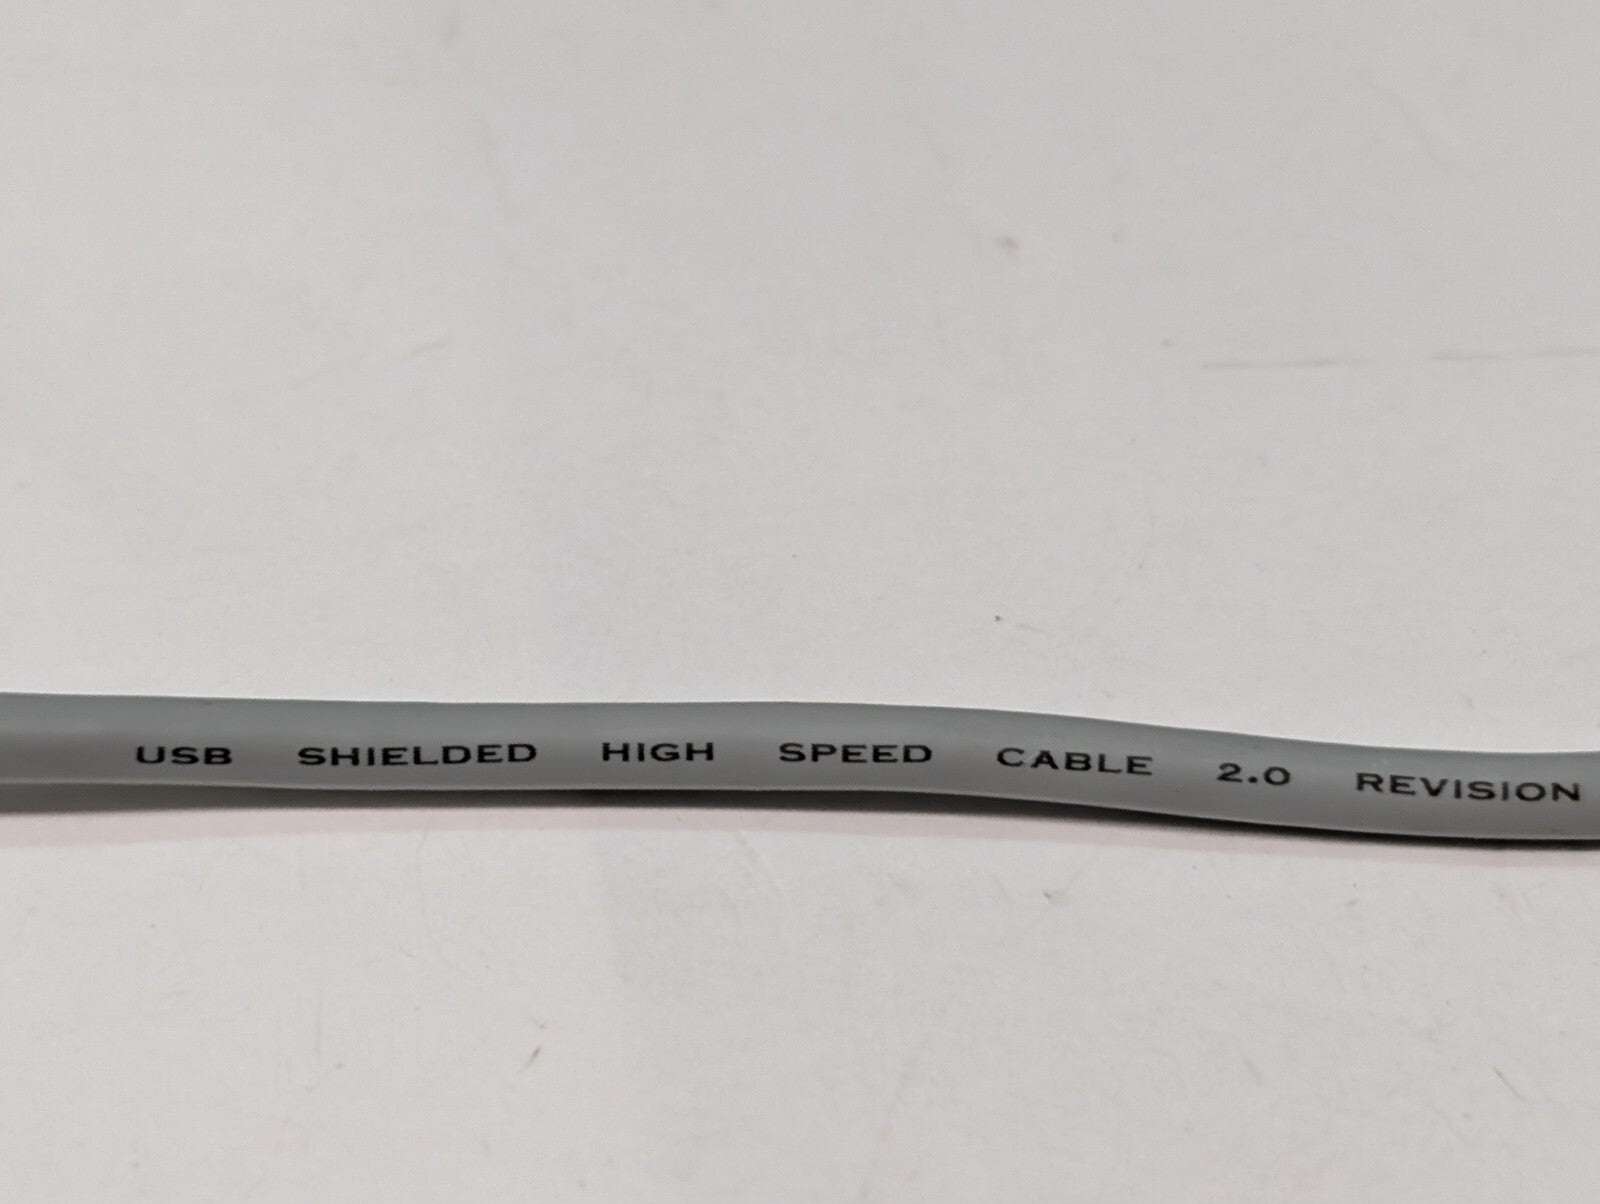 USB SHIELDED HIGH SPEED CABLE 2.0 REVISION